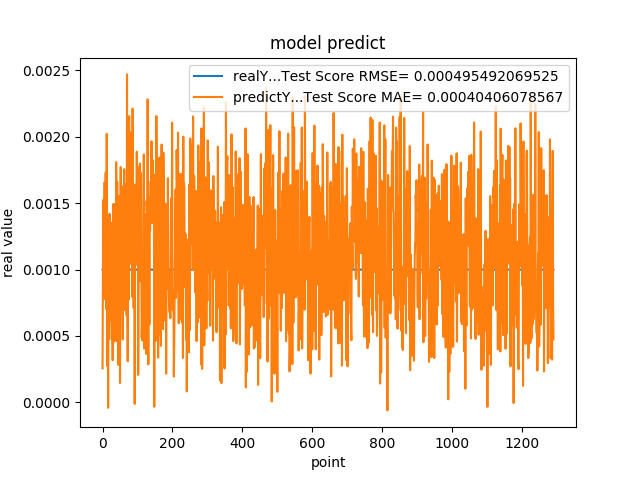 model predict
realY...Test Score RMSE= 0.000495492069525
predictY...Test Score MAE= 0.00040406078567
0.0025
0.0020
0.0015
0.0010
0.0005
0.0000
real value
0 200 400 600 800 1000 1200
point